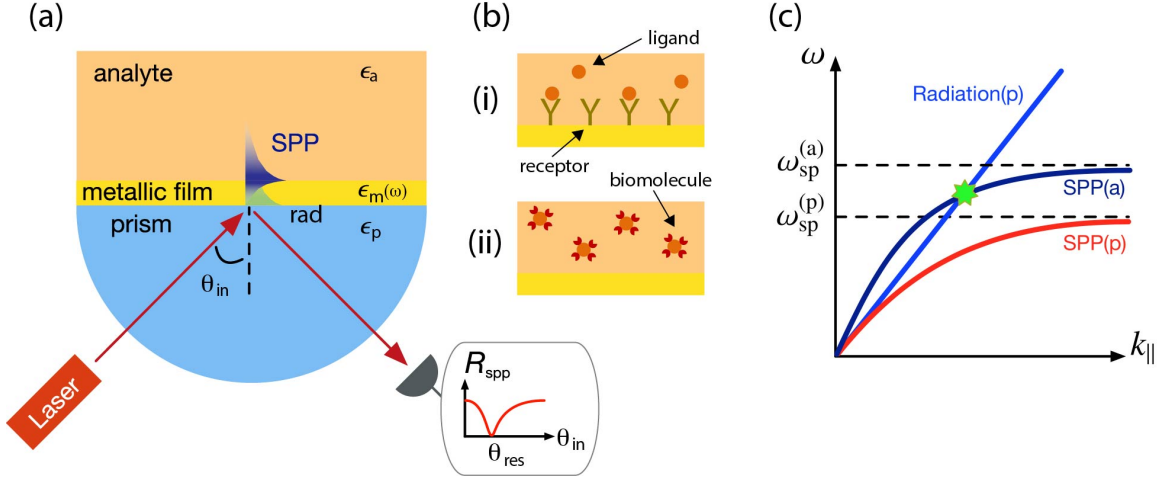 (a)
analyte
ϵa
SPP
metallic film
ϵm(ω)
prism
rad
ϵp
θin
Laser
Rspp
θin
θres
(b)
ligand
(i)
receptor
biomolecule
(ii)
(c)
ω
Radiation(p)
ωsp(a)
SPP(a)
ωsp(p)
SPP(p)
k||